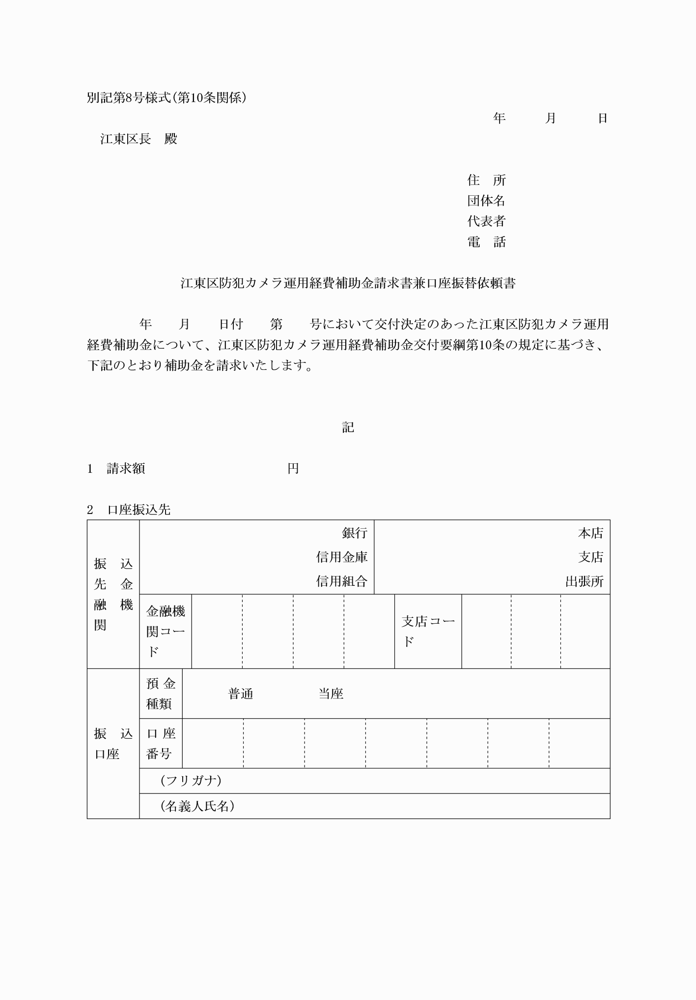 別記第8号様式（第10条関係）
年　　　月　　　日
江東区長　殿
住　所
団体名
代表者
電　話
江東区防犯カメラ運用経費補助金請求書兼口座振替依頼書
年　　月　　日付　　第　　号において交付決定のあった江東区防犯カメラ運用
経費補助金について、江東区防犯カメラ運用経費補助金交付要綱第10条の規定に基づき、
下記のとおり補助金を請求いたします。
記
1　請求額　　　　　　　　　　　円
2　口座振込先
振　込
先　金
融　機
関
銀行
信用金庫
信用組合
本店
支店
出張所
金融機
関コー
ド
支店コー
ド
振　込
口座
預 金
種類
普通　　　　　当座
口 座
番号
（フリガナ）
（名義人氏名）